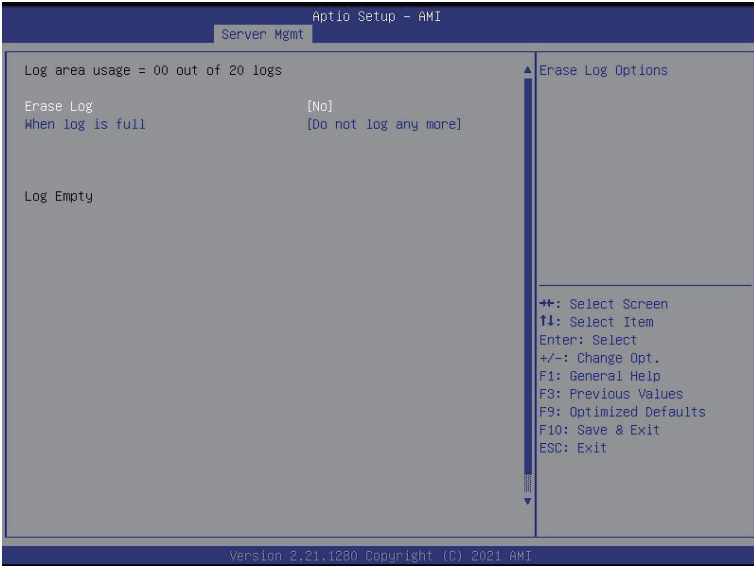 Aptio Setup – AMI
Server Mgmt
Log area usage = 00 out of 20 logs
Erase Log [No]
When log is full [Do not log any more]
Log Empty
Erase Log Options
→←: Select Screen
↑↓: Select Item
Enter: Select
+/-: Change Opt.
F1: General Help
F3: Previous Values
F9: Optimized Defaults
F10: Save & Exit
ESC: Exit
Version 2.21.1280 Copyright (C) 2021 AMI